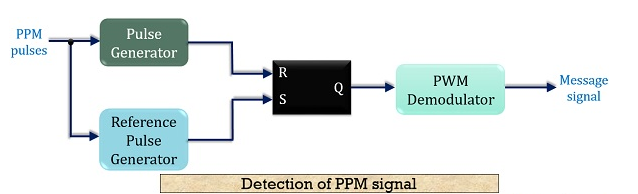 PPM
pulses
Pulse
Generator
Reference
Pulse
Generator
R
S
Q
PWM
Demodulator
Message
signal
Detection of PPM signal